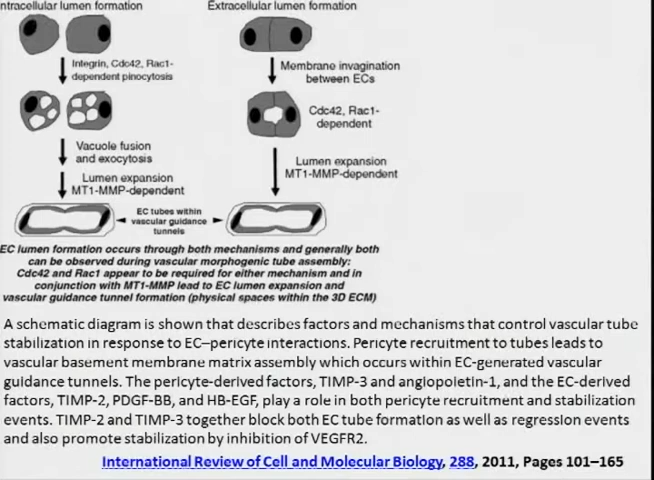 ntracellular lumen formation
Extracellular lumen formation
Integrin, Cdc42, Rac1-
dependent pinocytosis
Vacuole fusion
and exocytosis
Lumen expansion
MT1-MMP-dependent
Membrane invagination
between ECs
Cdc42, Rac1-
dependent
Lumen expansion
MT1-MMP-dependent
EC tubes within
vascular guidance
tunnels
EC lumen formation occurs through both mechanisms and generally both
can be observed during vascular morphogenic tube assembly:
Cdc42 and Rac1 appear to be required for either mechanism and in
conjunction with MT1-MMP lead to EC lumen expansion and
vascular guidance tunnel formation (physical spaces within the 3D ECM)
A schematic diagram is shown that describes factors and mechanisms that control vascular tube
stabilization in response to EC–pericyte interactions. Pericyte recruitment to tubes leads to
vascular basement membrane matrix assembly which occurs within EC-generated vascular
guidance tunnels. The pericyte-derived factors, TIMP-3 and angiopoietin-1, and the EC-derived
factors, TIMP-2, PDGF-BB, and HB-EGF, play a role in both pericyte recruitment and stabilization
events. TIMP-2 and TIMP-3 together block both EC tube formation as well as regression events
and also promote stabilization by inhibition of VEGFR2.
International Review of Cell and Molecular Biology, 288, 2011, Pages 101–165